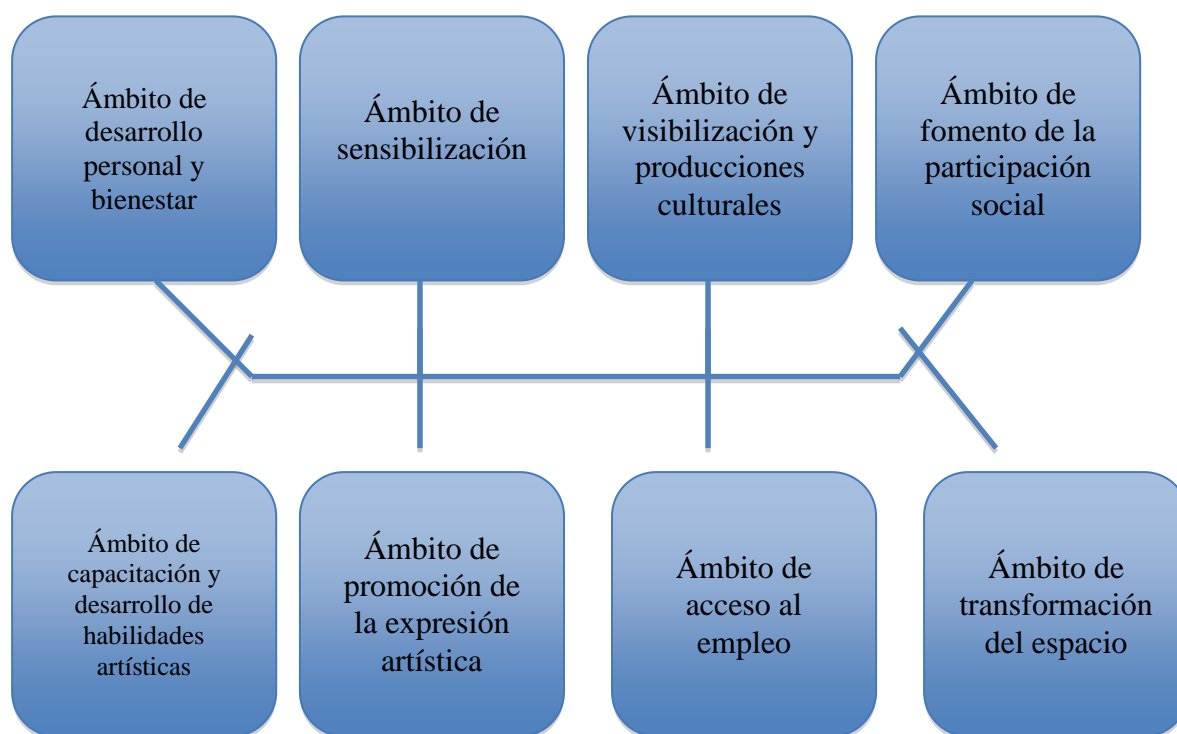 Ámbito de
desarrollo
personal y
bienestar
Ámbito de
sensibilización
Ámbito de
visibilización y
producciones
culturales
Ámbito de
fomento de la
participación
social
Ámbito de
capacitación y
desarrollo de
habilidades
artísticas
Ámbito de
promoción de
la expresión
artística
Ámbito de
acceso al
empleo
Ámbito de
transformación
del espacio